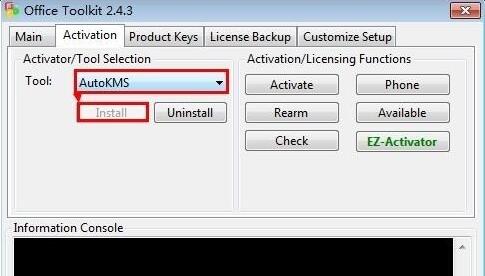 Office Toolkit 2.4.3
Main Activation Product Keys License Backup Customize Setup
Activator/Tool Selection
Tool: AutoKMS
Install Uninstall
Activation/Licensing Functions
Activate Phone
Rearm Available
Check EZ-Activator
Information Console